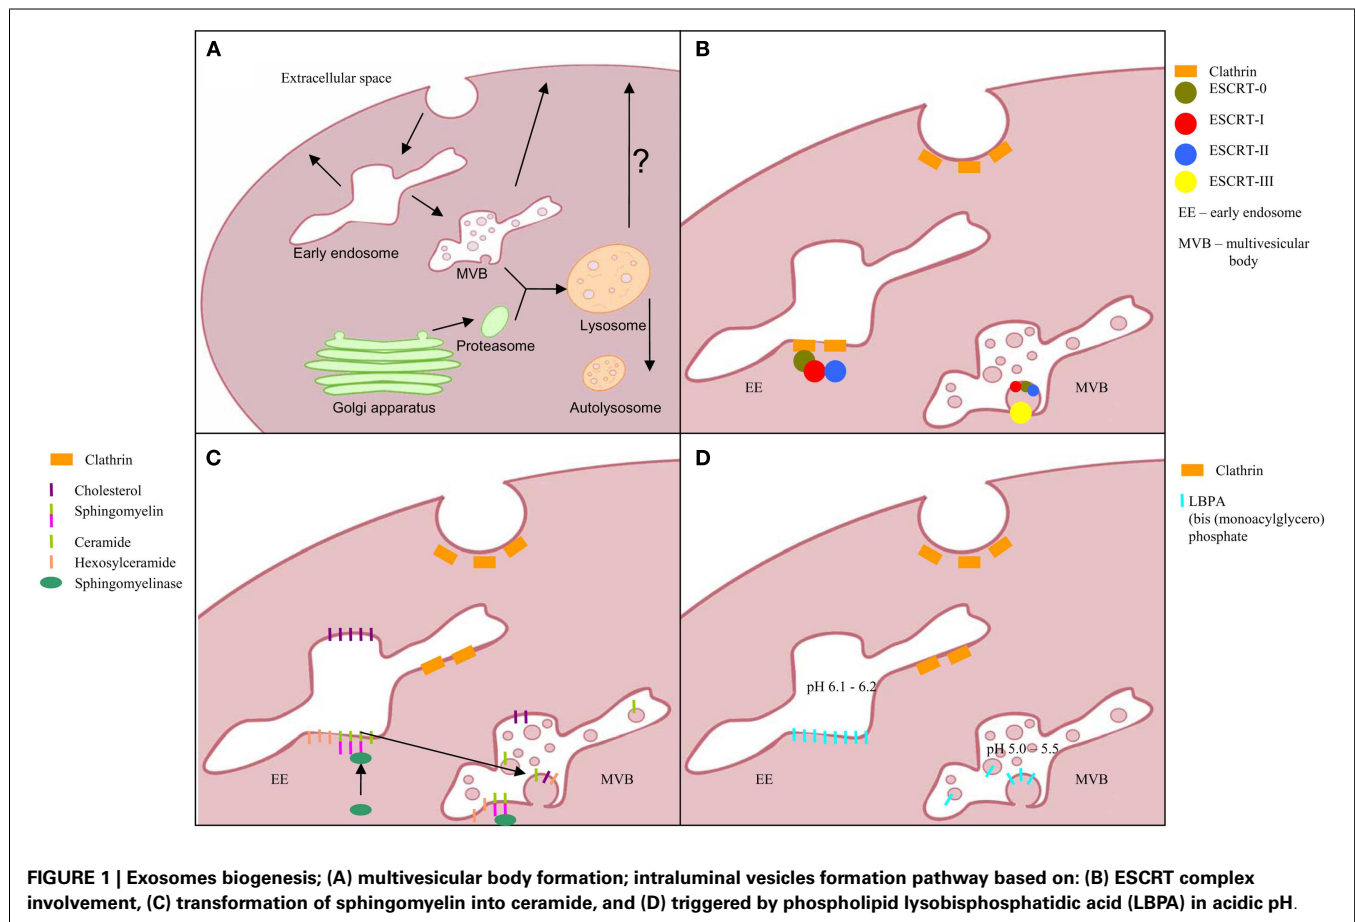 A
Extracellular space
?
Early endosome
MVB
Lysosome
Proteasome
Golgi apparatus
Autolysosome
B
EE
MVB
Clathrin
ESCRT-0
ESCRT-I
ESCRT-II
ESCRT-III
EE – early endosome
MVB – multivesicular
body
Clathrin
Cholesterol
Sphingomyelin
Ceramide
Hexosylceramide
Sphingomyelinase
C
EE
MVB
D
pH 6.1 - 6.2
pH 5.0 – 5.5
EE
MVB
Clathrin
LBPA
(bis (monoacylglycero)
phosphate
FIGURE 1 | Exosomes biogenesis; (A) multivesicular body formation; intraluminal vesicles formation pathway based on: (B) ESCRT complex
involvement, (C) transformation of sphingomyelin into ceramide, and (D) triggered by phospholipid lysobisphosphatidic acid (LBPA) in acidic pH.